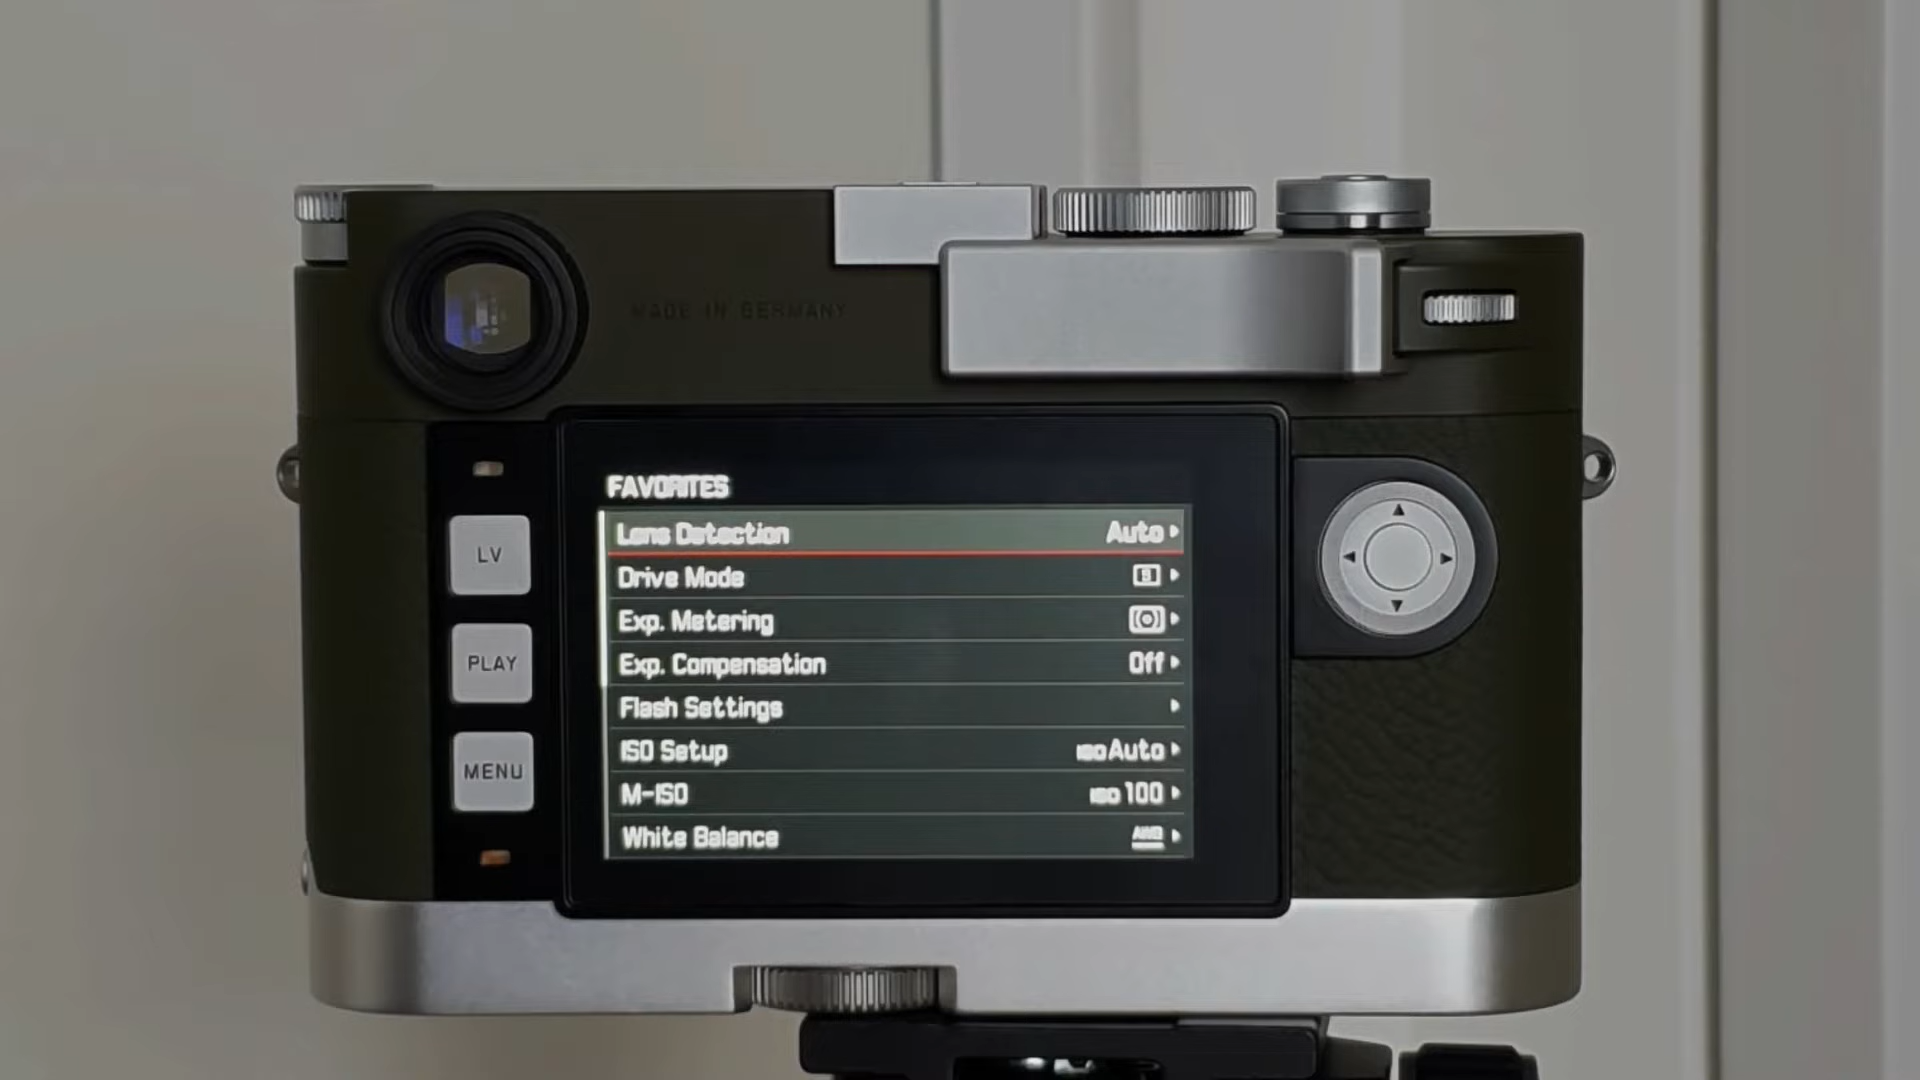 MADE IN GERMANY
FAVORITES
Lens Detection Auto
Drive Mode S
Exp. Metering
Exp. Compensation Off
Flash Settings
ISO Setup ISO Auto
M-ISO ISO 100
White Balance AWB
LV
PLAY
MENU